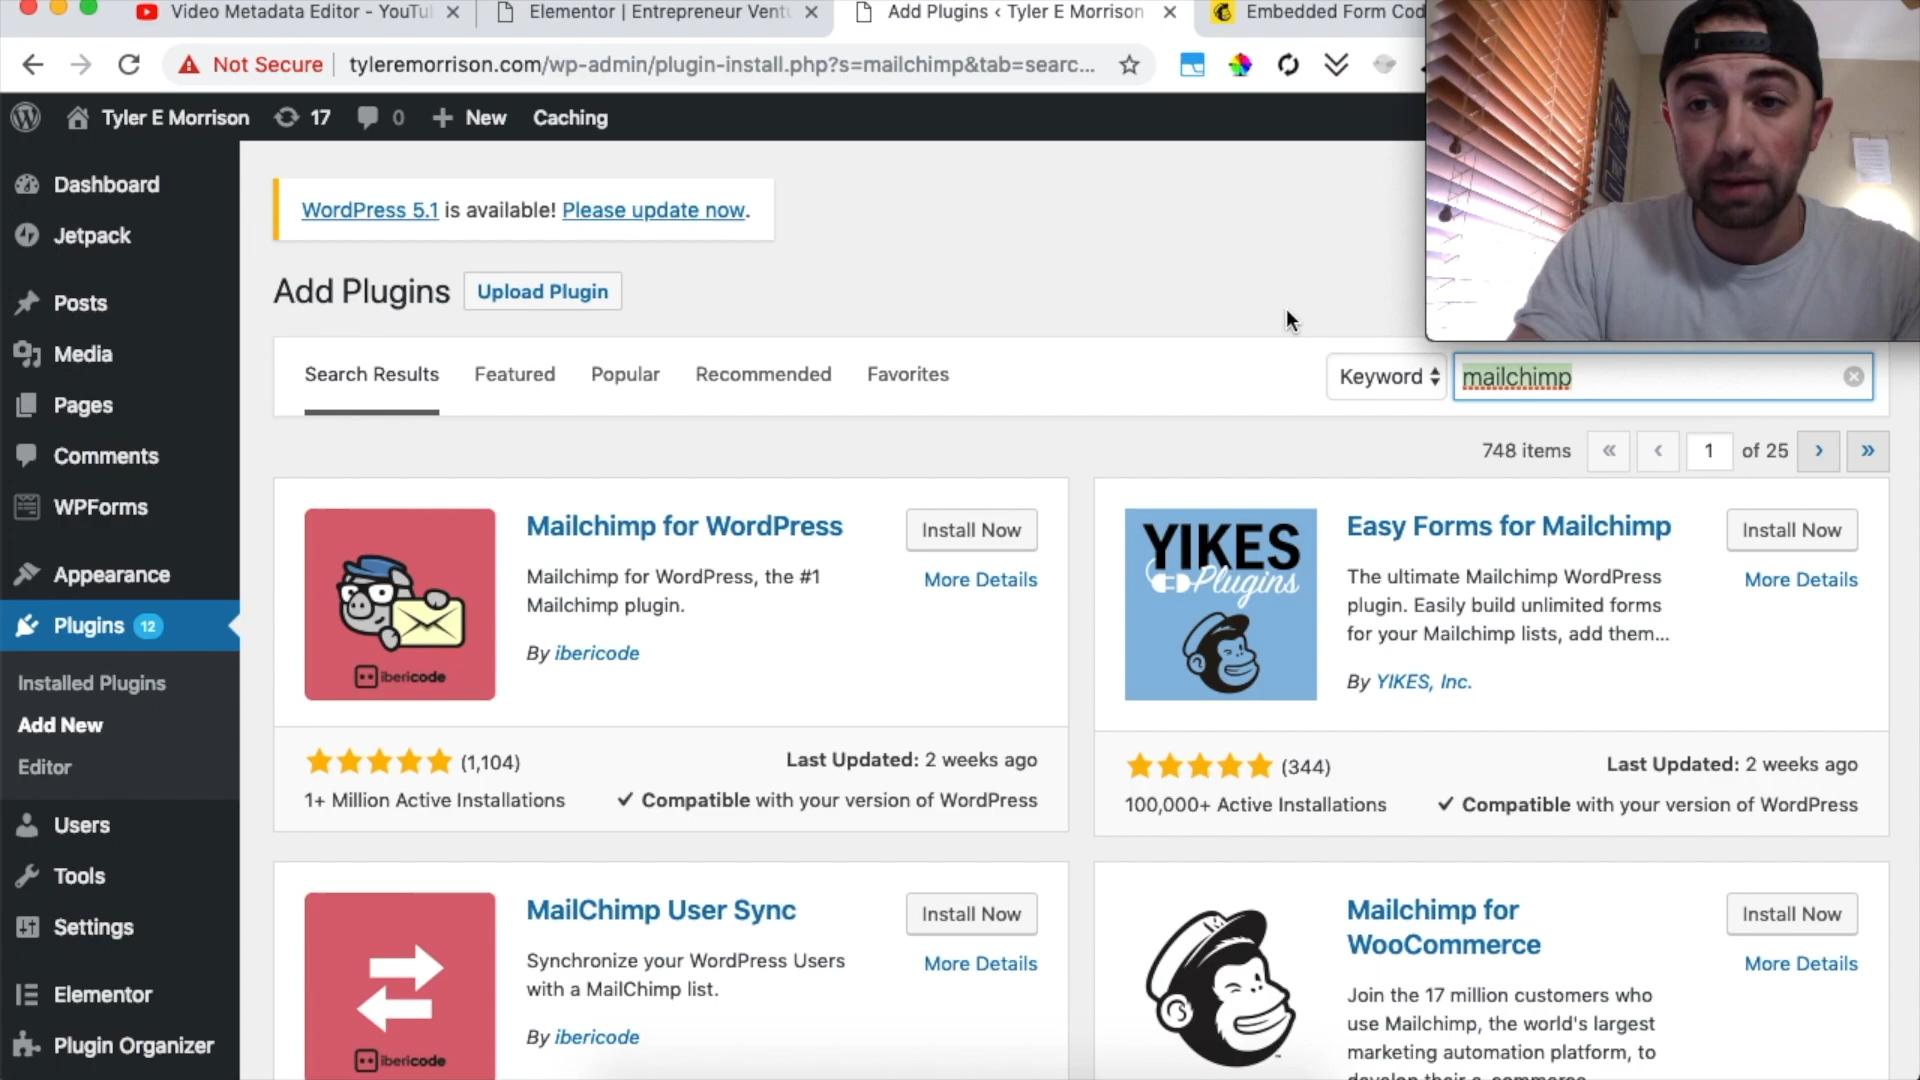 Video Metadata Editor - YouTu
Elementor | Entrepreneur Ventu
Add Plugins ‹ Tyler E Morrison
Embedded Form Cod
Not Secure
tyleremorrison.com/wp-admin/plugin-install.php?s=mailchimp&tab=searc...
Tyler E Morrison
17
0
New
Caching
Dashboard
Jetpack
Posts
Media
Pages
Comments
WPForms
Appearance
Plugins 12
Installed Plugins
Add New
Editor
Users
Tools
Settings
Elementor
Plugin Organizer
WordPress 5.1 is available! Please update now.
Add Plugins
Upload Plugin
Search Results
Featured
Popular
Recommended
Favorites
Keyword
mailchimp
748 items
«
‹
1
of 25
›
»
ibericode
Mailchimp for WordPress
Install Now
More Details
Mailchimp for WordPress, the #1
Mailchimp plugin.
By ibericode
(1,104)
Last Updated: 2 weeks ago
1+ Million Active Installations
Compatible with your version of WordPress
YIKES
Plugins
Easy Forms for Mailchimp
Install Now
More Details
The ultimate Mailchimp WordPress
plugin. Easily build unlimited forms
for your Mailchimp lists, add them...
By YIKES, Inc.
(344)
Last Updated: 2 weeks ago
100,000+ Active Installations
Compatible with your version of WordPress
ibericode
MailChimp User Sync
Install Now
More Details
Synchronize your WordPress Users
with a MailChimp list.
By ibericode
Mailchimp for
WooCommerce
Install Now
More Details
Join the 17 million customers who
use Mailchimp, the world's largest
marketing automation platform, to
develop their e-commerce